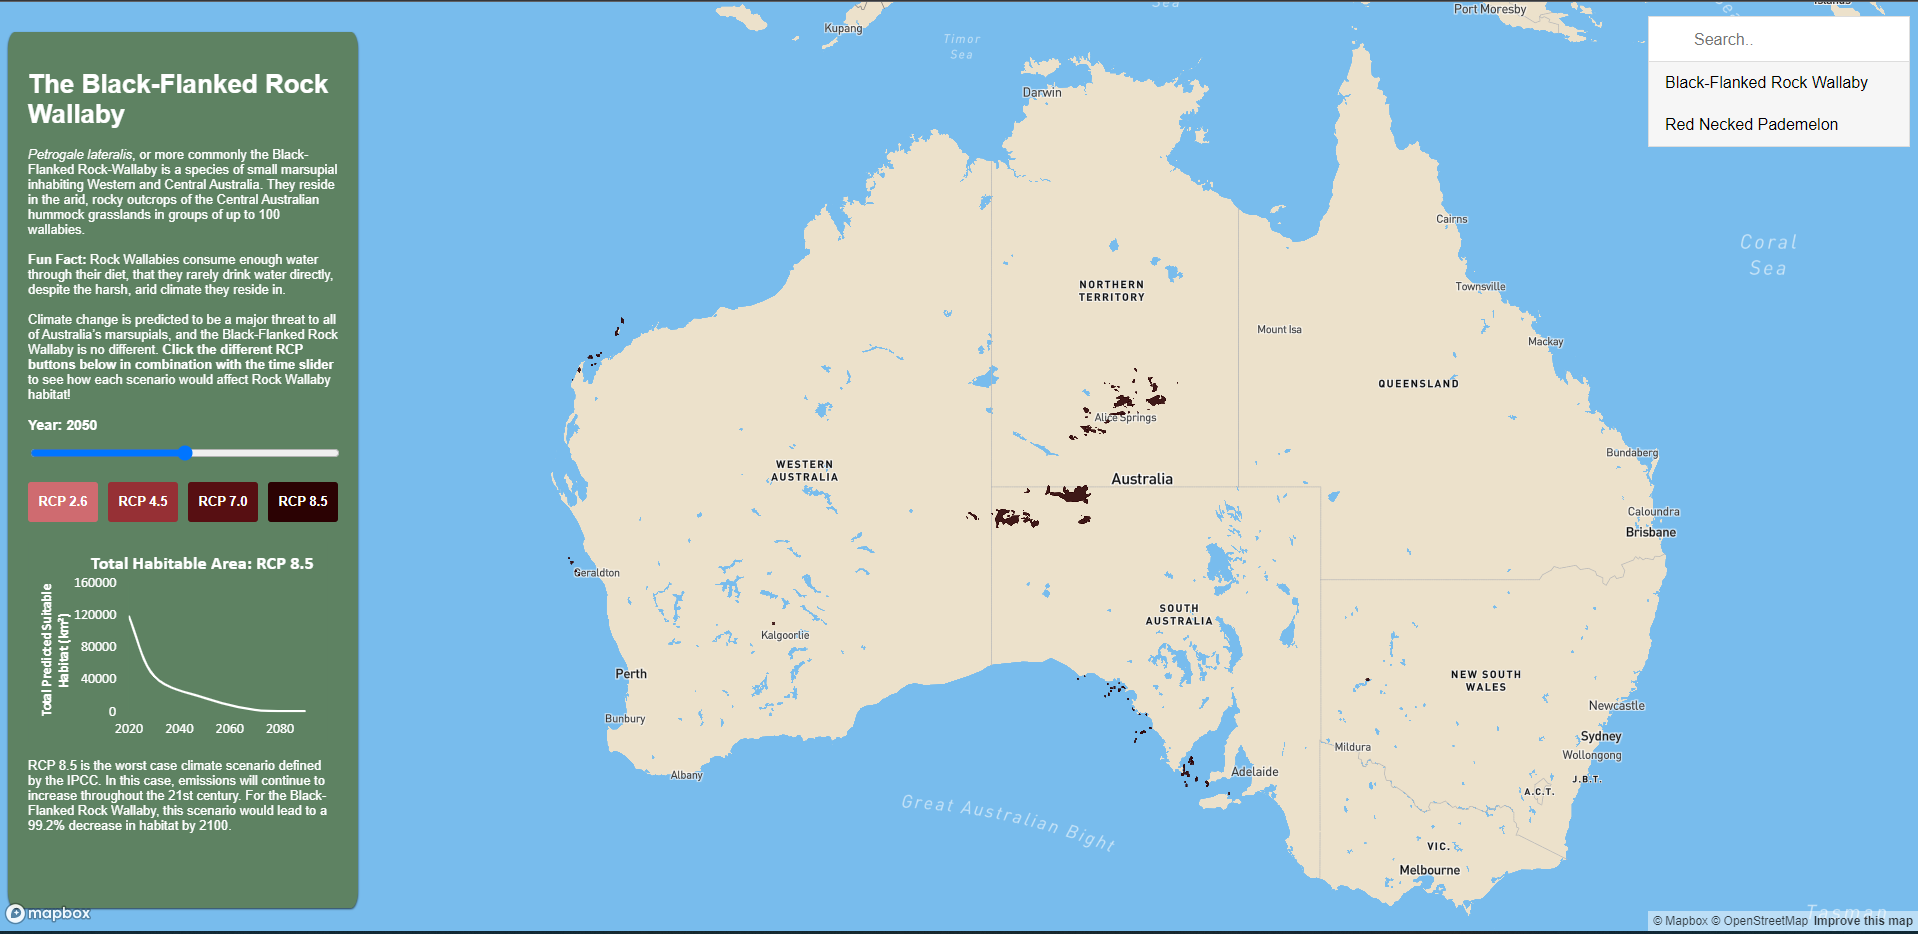 The Black-Flanked Rock
Wallaby
Petrogale lateralis, or more commonly the Black-
Flanked Rock-Wallaby is a species of small marsupial
inhabiting Western and Central Australia. They reside
in the arid, rocky outcrops of the Central Australian
hummock grasslands in groups of up to 100
wallabies.
Fun Fact: Rock Wallabies consume enough water
through their diet, that they rarely drink water directly,
despite the harsh, arid climate they reside in.
Climate change is predicted to be a major threat to all
of Australia's marsupials, and the Black-Flanked Rock
Wallaby is no different. Click the different RCP
buttons below in combination with the time slider
to see how each scenario would affect Rock Wallaby
habitat!
Year: 2050
RCP 2.6
RCP 4.5
RCP 7.0
RCP 8.5
Total Habitable Area: RCP 8.5
Total Predicted Suitable
Habitat (km²)
160000
120000
80000
40000
0
2020
2040
2060
2080
RCP 8.5 is the worst case climate scenario defined
by the IPCC. In this case, emissions will continue to
increase throughout the 21st century. For the Black-
Flanked Rock Wallaby, this scenario would lead to a
99.2% decrease in habitat by 2100.
mapbox
Search..
Black-Flanked Rock Wallaby
Red Necked Pademelon
Sea
Port Moresby
Kupang
Timor
Sea
Darwin
Cairns
Coral
Sea
NORTHERN
TERRITORY
Townsville
Mount Isa
Mackay
QUEENSLAND
Alice Springs
Bundaberg
WESTERN
AUSTRALIA
Australia
Caloundra
Brisbane
Geraldton
SOUTH
AUSTRALIA
Kalgoorlie
Perth
NEW SOUTH
WALES
Newcastle
Bunbury
Sydney
Mildura
Wollongong
Albany
Adelaide
J.B.T.
A.C.T.
Great Australian Bight
VIC.
Melbourne
Tasman
© Mapbox © OpenStreetMap Improve this map